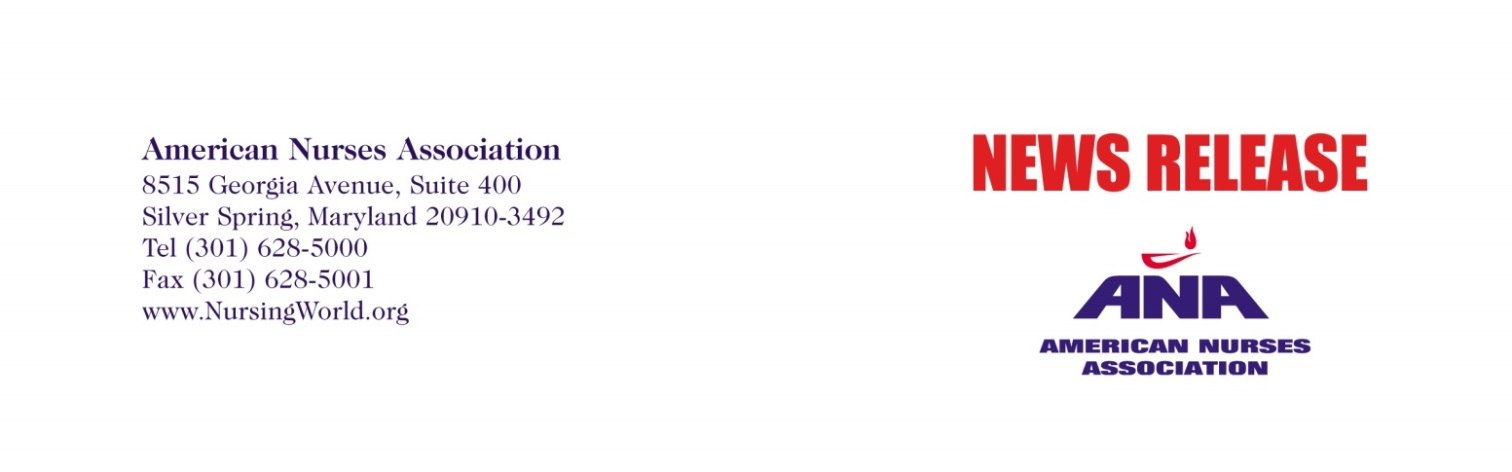 American Nurses Association
8515 Georgia Avenue, Suite 400
Silver Spring, Maryland 20910-3492
Tel (301) 628-5000
Fax (301) 628-5001
www.NursingWorld.org
NEWS RELEASE
ANA
AMERICAN NURSES
ASSOCIATION